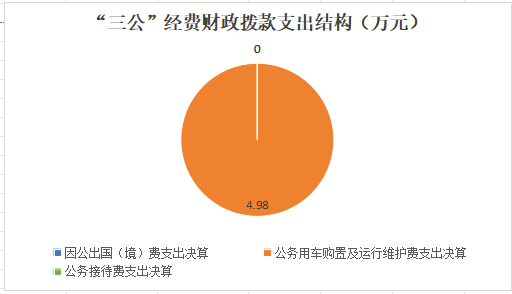 “三公”经费财政拨款支出结构（万元）
0
4.98
因公出国（境）费支出决算
公务用车购置及运行维护费支出决算
公务接待费支出决算